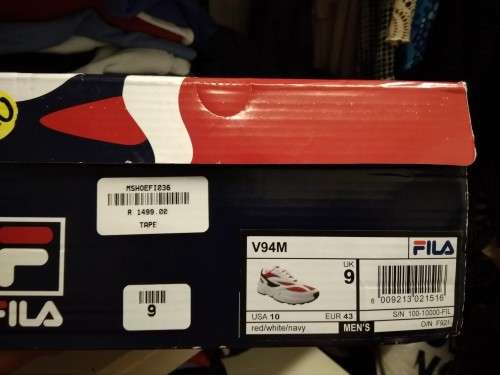 MSHOEFI036
R 1499.00
TAPE
FILA
9
V94M
FILA
UK
9
6 009213 021516
USA 10 EUR 43
S/N 100-10000-FIL
red/white/navy
MEN'S